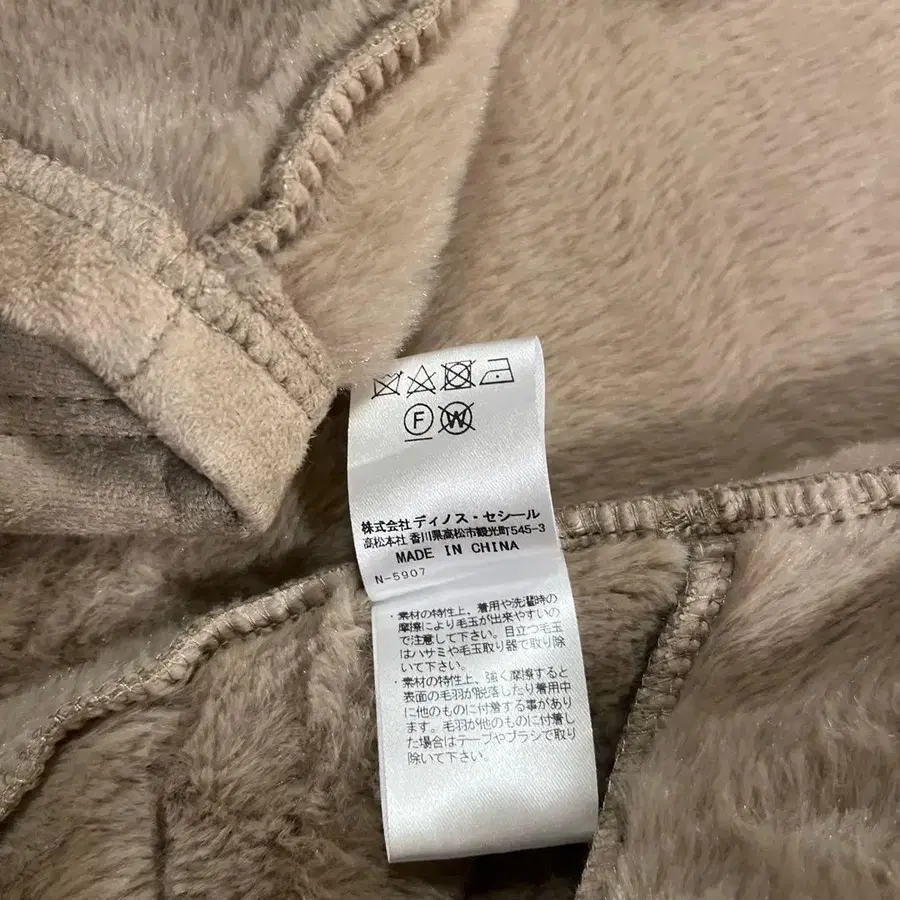 F W
株式会社 ディノス・セシール
高松本社 香川県高松市観光町545-3
MADE IN CHINA
N-5907
・素材の特性上、着用や洗濯時の
摩擦により毛玉が出来やすいの
で注意して下さい。目立つ毛玉
はハサミや毛玉取り器で取り除
いて下さい。
・素材の特性上、強く摩擦すると
表面の毛羽が脱落したり着用中
に他のものに付着する事があり
ます。毛羽が他のものに付着し
た場合はテープやブラシで取り
除いて下さい。